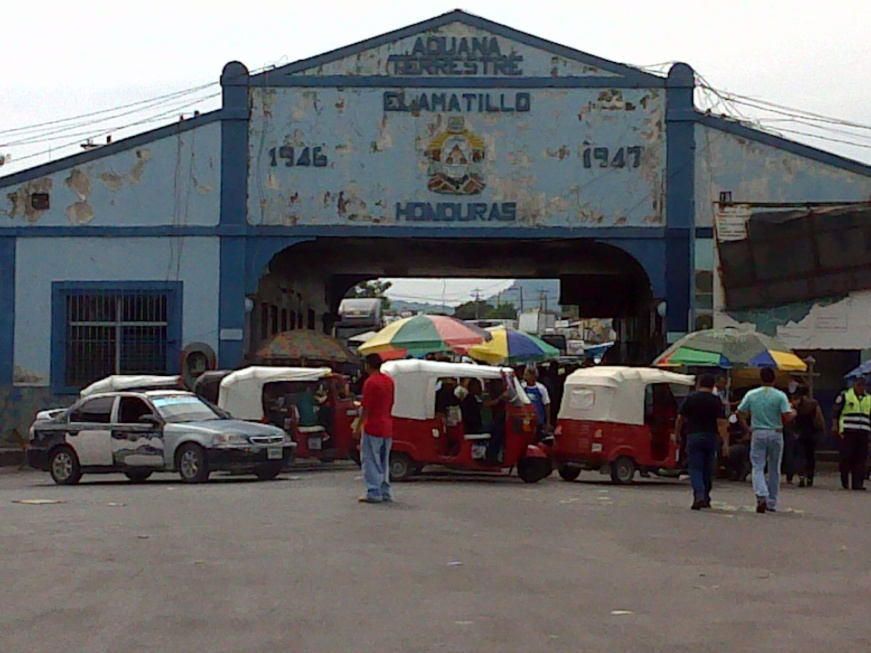 ADUANA
TERRESTRE
EL AMATILLO
1946 1947
HONDURAS